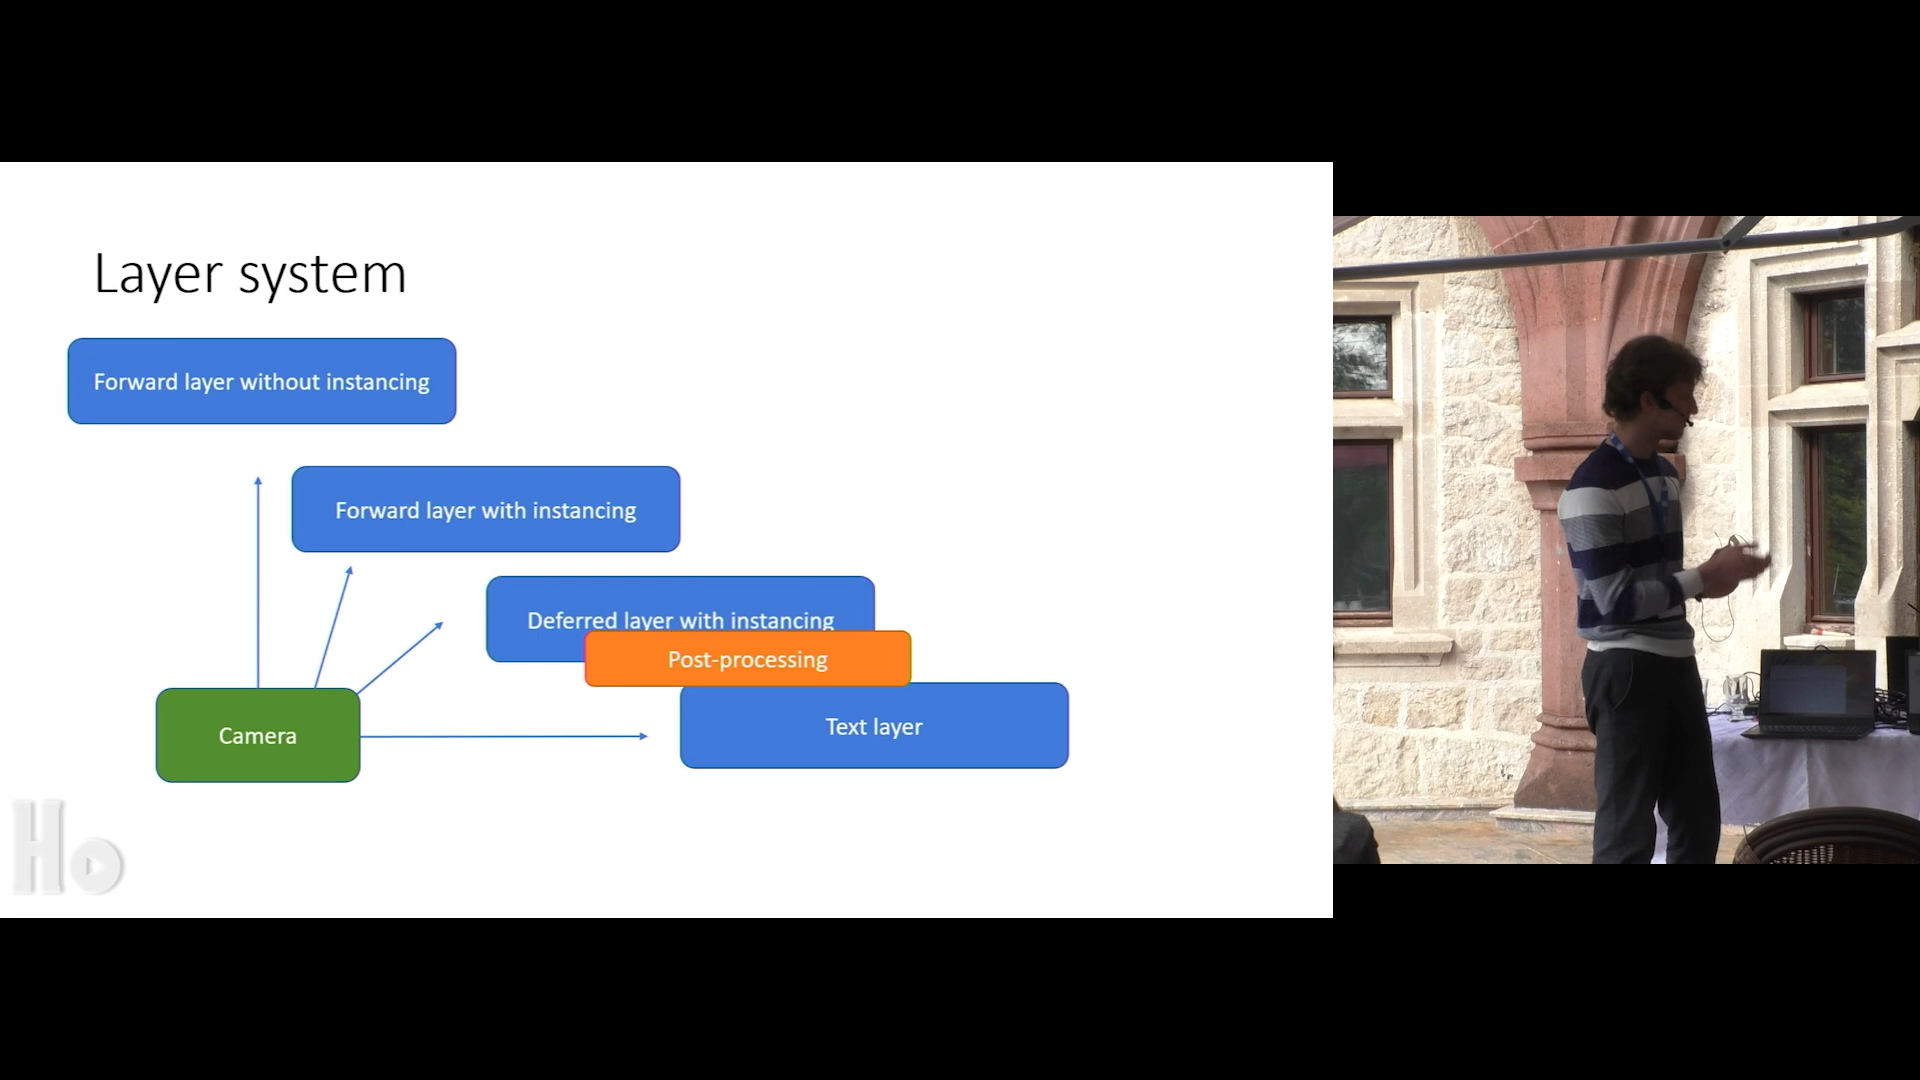 Layer system
Forward layer without instancing
Forward layer with instancing
Deferred layer with instancing
Post-processing
Text layer
Camera
Ho